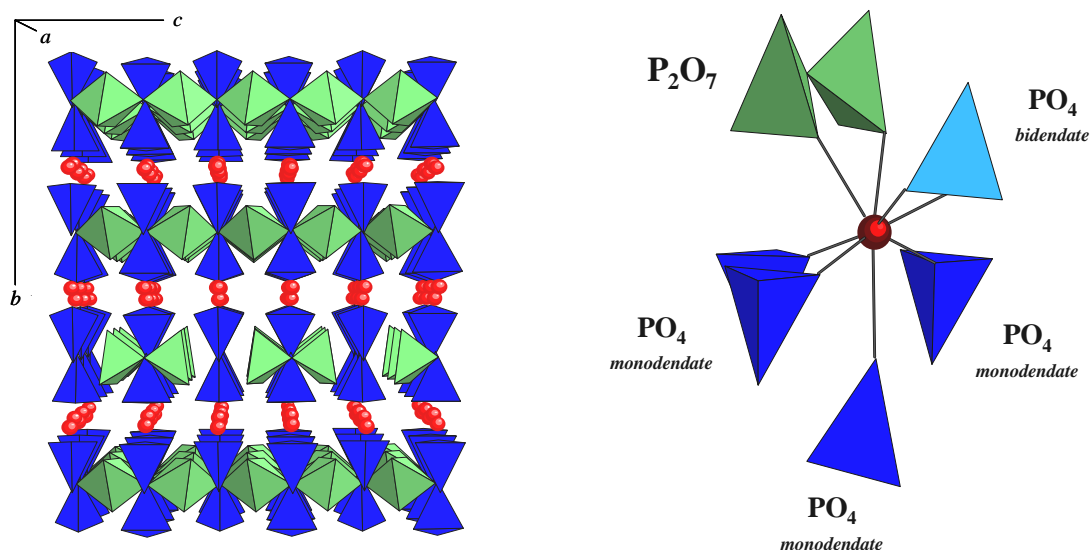 c
a
b
P₂O₇
PO₄
bidendate
PO₄
monodendate
PO₄
monodendate
PO₄
monodendate